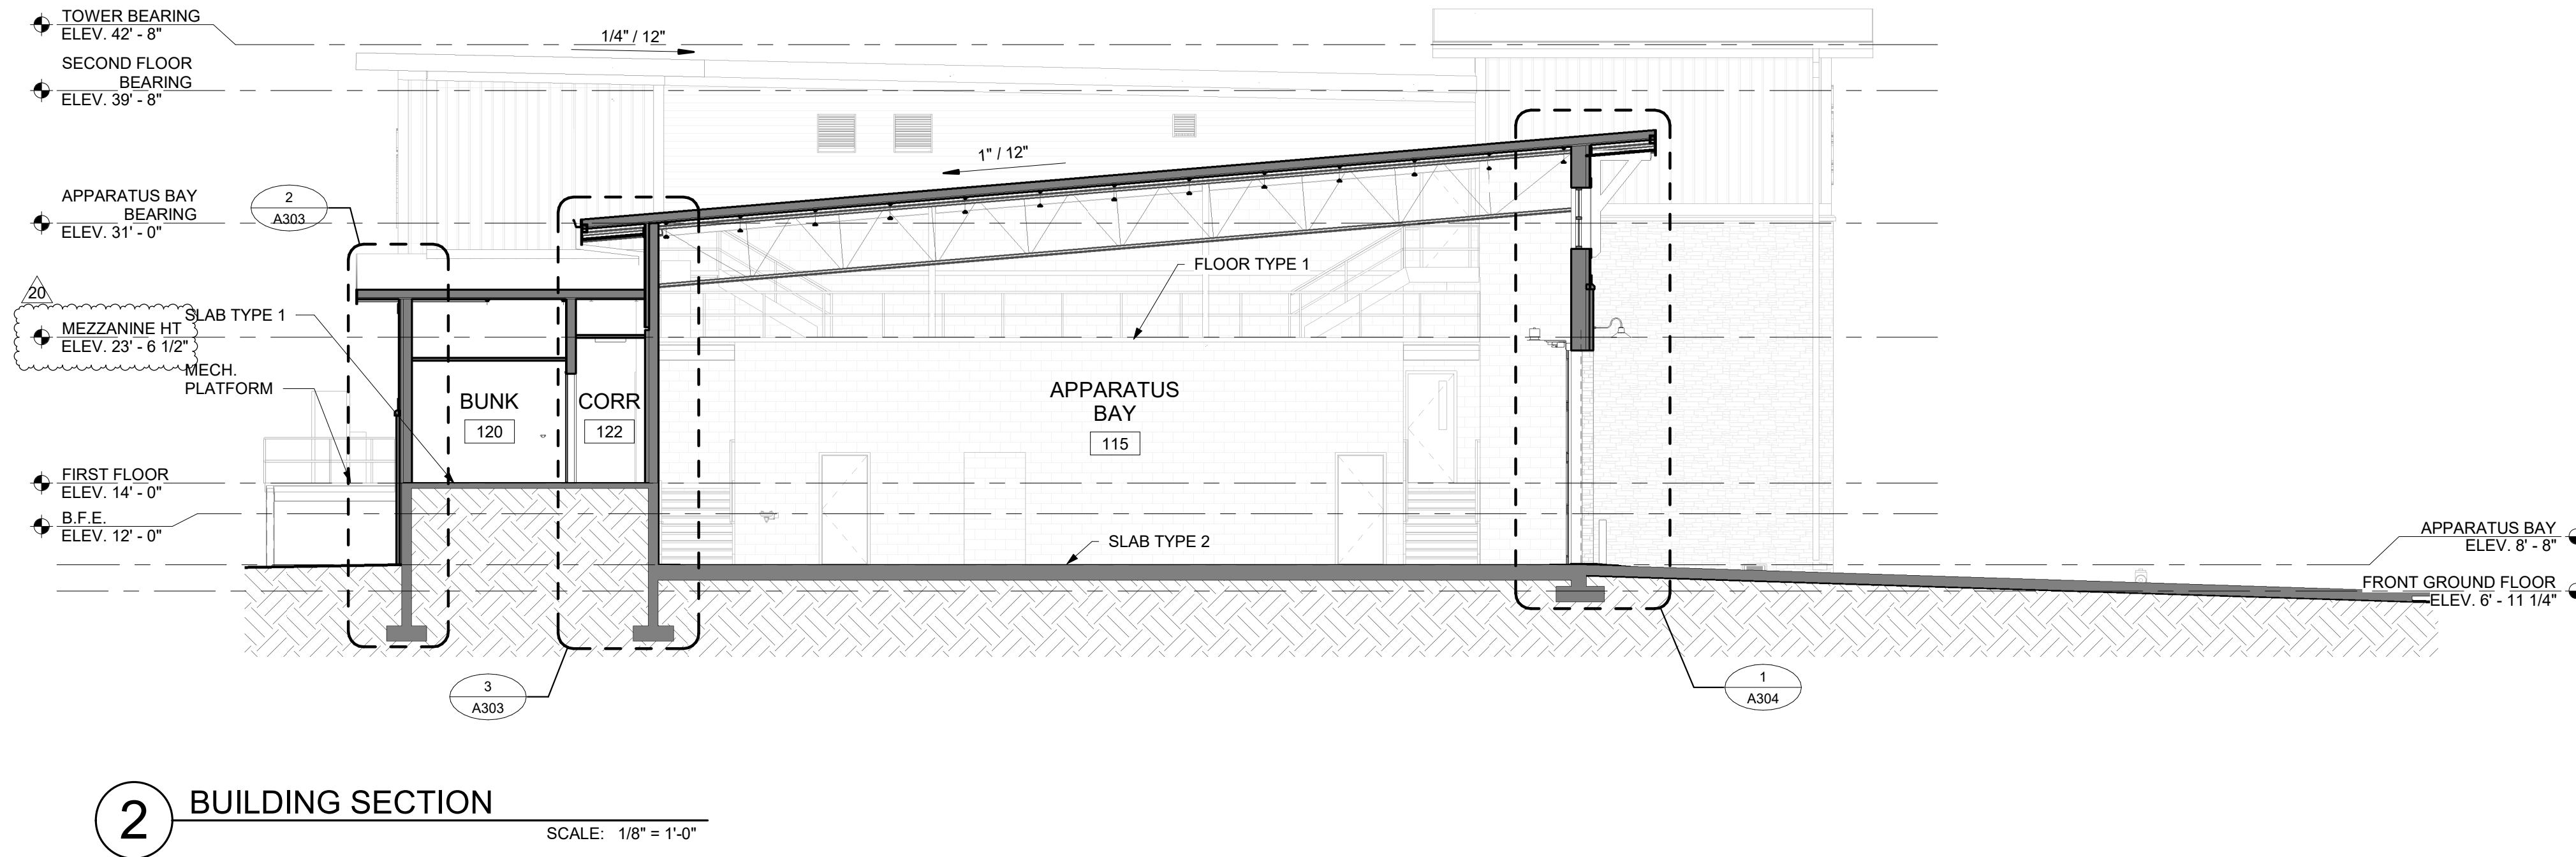 TOWER BEARING
ELEV. 42' - 8"
1/4" / 12"
SECOND FLOOR
BEARING
ELEV. 39' - 8"
1" / 12"
APPARATUS BAY
BEARING
ELEV. 31' - 0"
2
A303
FLOOR TYPE 1
20
SLAB TYPE 1
MEZZANINE HT
ELEV. 23' - 6 1/2"
MECH.
PLATFORM
BUNK
120
CORR
122
APPARATUS
BAY
115
FIRST FLOOR
ELEV. 14' - 0"
B.F.E.
ELEV. 12' - 0"
SLAB TYPE 2
APPARATUS BAY
ELEV. 8' - 8"
FRONT GROUND FLOOR
ELEV. 6' - 11 1/4"
3
A303
1
A304
2
BUILDING SECTION
SCALE: 1/8" = 1'-0"